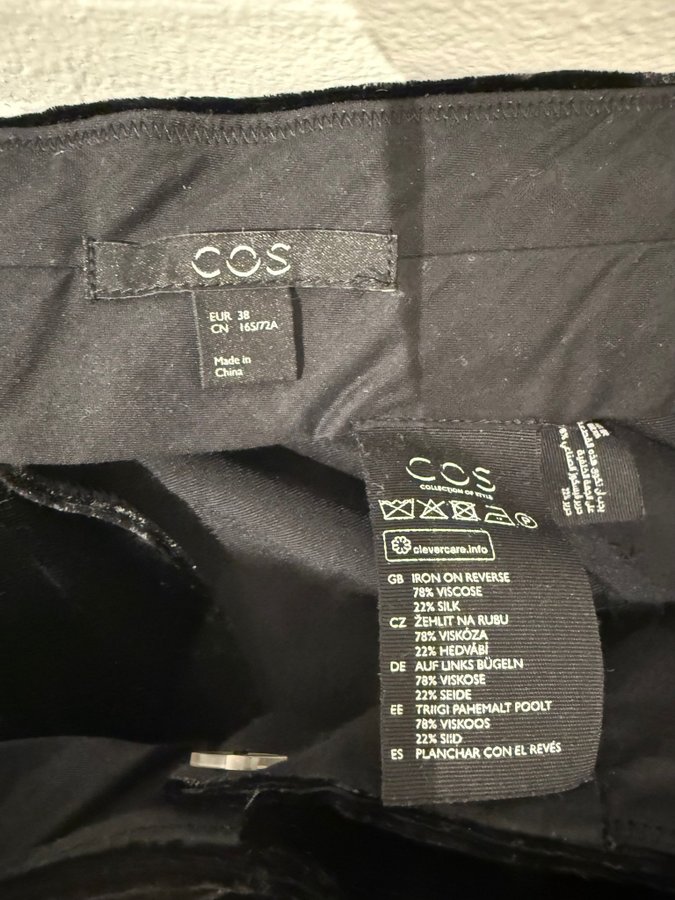 COS
EUR 38
CN 165/72A
Made in
China
COS
COLLECTION OF STYLE
P
clevercare.info
GB IRON ON REVERSE
78% VISCOSE
22% SILK
CZ ŽEHLIT NA RUBU
78% VISKÓZA
22% HEDVÁBÍ
DE AUF LINKS BÜGELN
78% VISKOSE
22% SEIDE
EE TRIIGI PAHEMALT POOLT
78% VISKOOS
22% SIID
ES PLANCHAR CON EL REVÉS